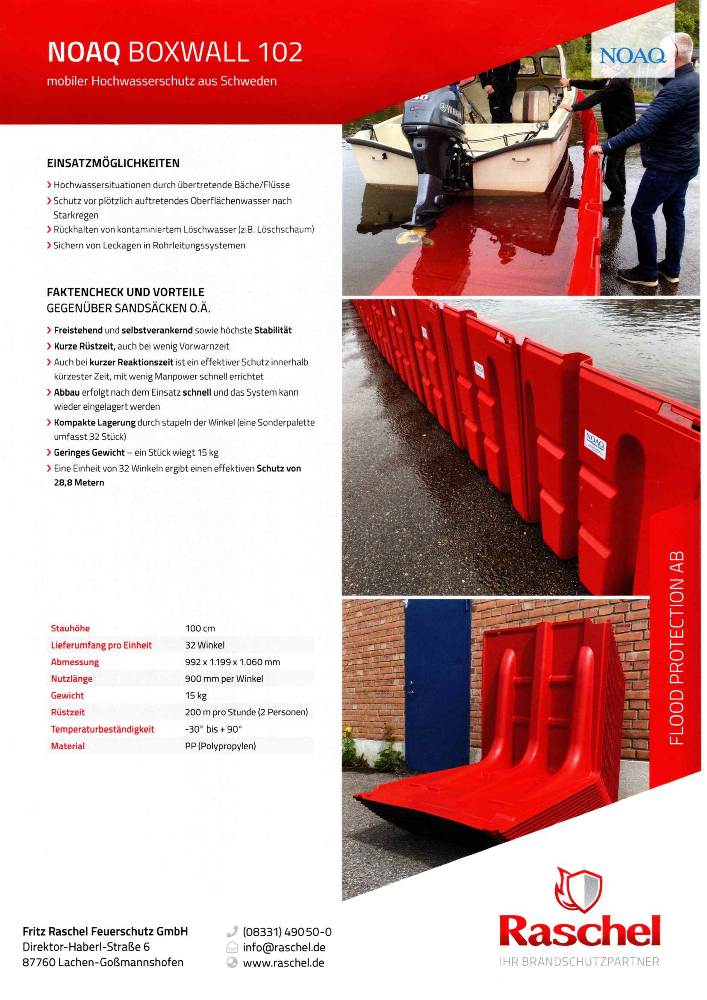 NOAQ BOXWALL 102
mobiler Hochwasserschutz aus Schweden
NOAQ
40
YAMAHA
EINSATZMÖGLICHKEITEN
❯ Hochwassersituationen durch übertretende Bäche/Flüsse
❯ Schutz vor plötzlich auftretendes Oberflächenwasser nach
Starkregen
❯ Rückhalten von kontaminiertem Löschwasser (z.B. Löschschaum)
❯ Sichern von Leckagen in Rohrleitungssystemen
FAKTENCHECK UND VORTEILE
GEGENÜBER SANDSÄCKEN O.Ä.
❯ Freistehend und selbstverankernd sowie höchste Stabilität
❯ Kurze Rüstzeit, auch bei wenig Vorwarnzeit
❯ Auch bei kurzer Reaktionszeit ist ein effektiver Schutz innerhalb
kürzester Zeit, mit wenig Manpower schnell errichtet
❯ Abbau erfolgt nach dem Einsatz schnell und das System kann
wieder eingelagert werden
❯ Kompakte Lagerung durch stapeln der Winkel (eine Sonderpalette
umfasst 32 Stück)
❯ Geringes Gewicht – ein Stück wiegt 15 kg
❯ Eine Einheit von 32 Winkeln ergibt einen effektiven Schutz von
28,8 Metern
NOAQ
NOAQ
Stauhöhe 100 cm
Lieferumfang pro Einheit 32 Winkel
Abmessung 992 x 1.199 x 1.060 mm
Nutzlänge 900 mm per Winkel
Gewicht 15 kg
Rüstzeit 200 m pro Stunde (2 Personen)
Temperaturbeständigkeit -30° bis + 90°
Material PP (Polypropylen)
FLOOD PROTECTION AB
Fritz Raschel Feuerschutz GmbH
Direktor-Haberl-Straße 6
87760 Lachen-Goßmannshofen
(08331) 490 50-0
info@raschel.de
www.raschel.de
Raschel
IHR BRANDSCHUTZPARTNER